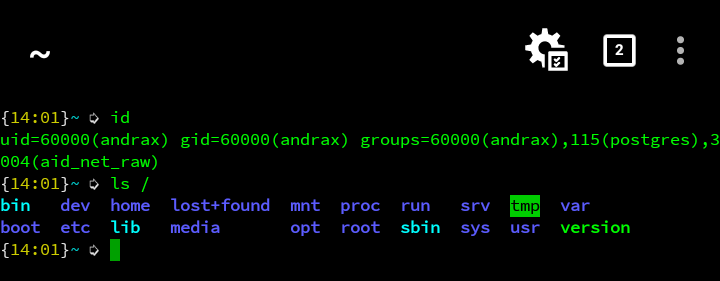 ~
2
{14:01}~ ➭ id
uid=60000(andrax) gid=60000(andrax) groups=60000(andrax),115(postgres),3
004(aid_net_raw)
{14:01}~ ➭ ls /
bin dev home lost+found mnt proc run srv tmp var
boot etc lib media opt root sbin sys usr version
{14:01}~ ➭